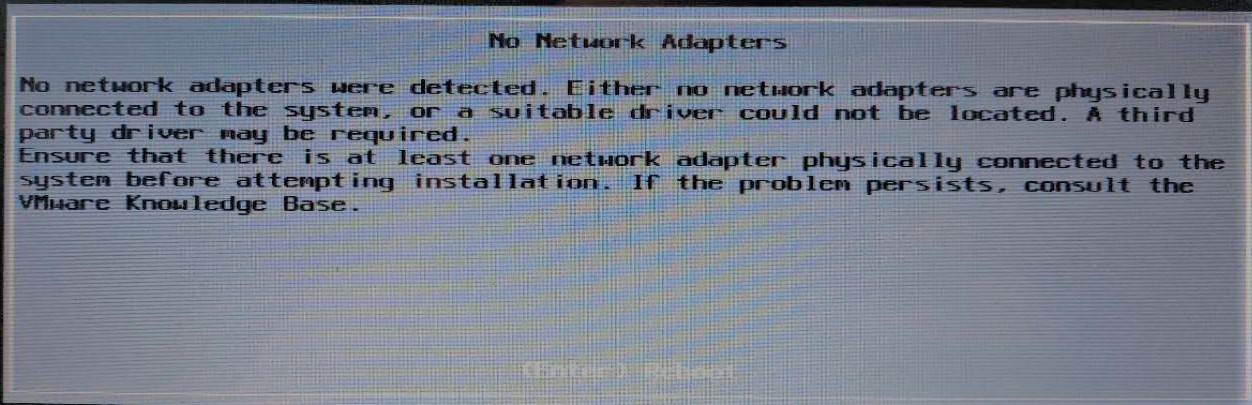 No Network Adapters
No network adapters were detected. Either no network adapters are physically
connected to the system, or a suitable driver could not be located. A third
party driver may be required.
Ensure that there is at least one network adapter physically connected to the
system before attempting installation. If the problem persists, consult the
VMware Knowledge Base.
(Enter) Reboot